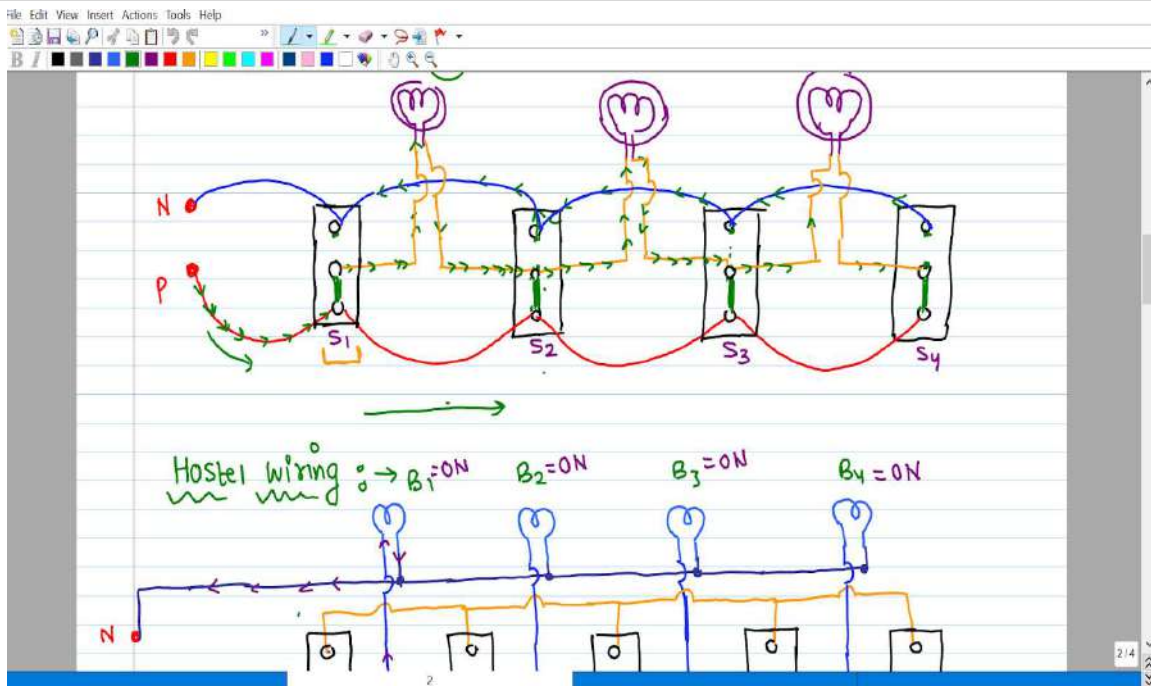 File Edit View Insert Actions Tools Help
B I
N
P
S1 S2 S3 S4
Hostel wiring : → B1=ON B2=ON B3=ON B4=ON
N
2/4
2